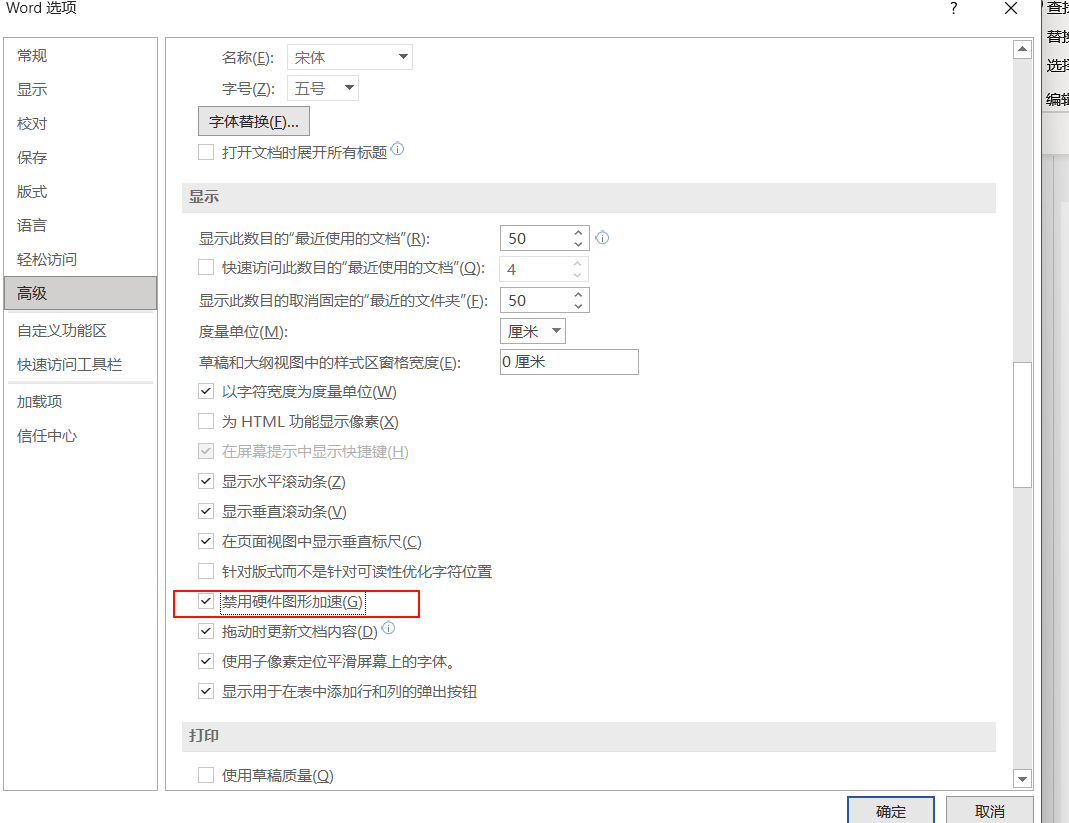 Word 选项
?
查找
替换
选择
编辑
常规
显示
校对
保存
版式
语言
轻松访问
高级
自定义功能区
快速访问工具栏
加载项
信任中心
名称(E): 宋体
字号(Z): 五号
字体替换(F)...
打开文档时展开所有标题
显示
显示此数目的“最近使用的文档”(R): 50
快速访问此数目的“最近使用的文档”(Q): 4
显示此数目的取消固定的“最近的文件夹”(F): 50
度量单位(M): 厘米
草稿和大纲视图中的样式区窗格宽度(E): 0 厘米
以字符宽度为度量单位(W)
为 HTML 功能显示像素(X)
在屏幕提示中显示快捷键(H)
显示水平滚动条(Z)
显示垂直滚动条(V)
在页面视图中显示垂直标尺(C)
针对版式而不是针对可读性优化字符位置
禁用硬件图形加速(G)
拖动时更新文档内容(D)
使用子像素定位平滑屏幕上的字体。
显示用于在表中添加行和列的弹出按钮
打印
使用草稿质量(Q)
确定 取消